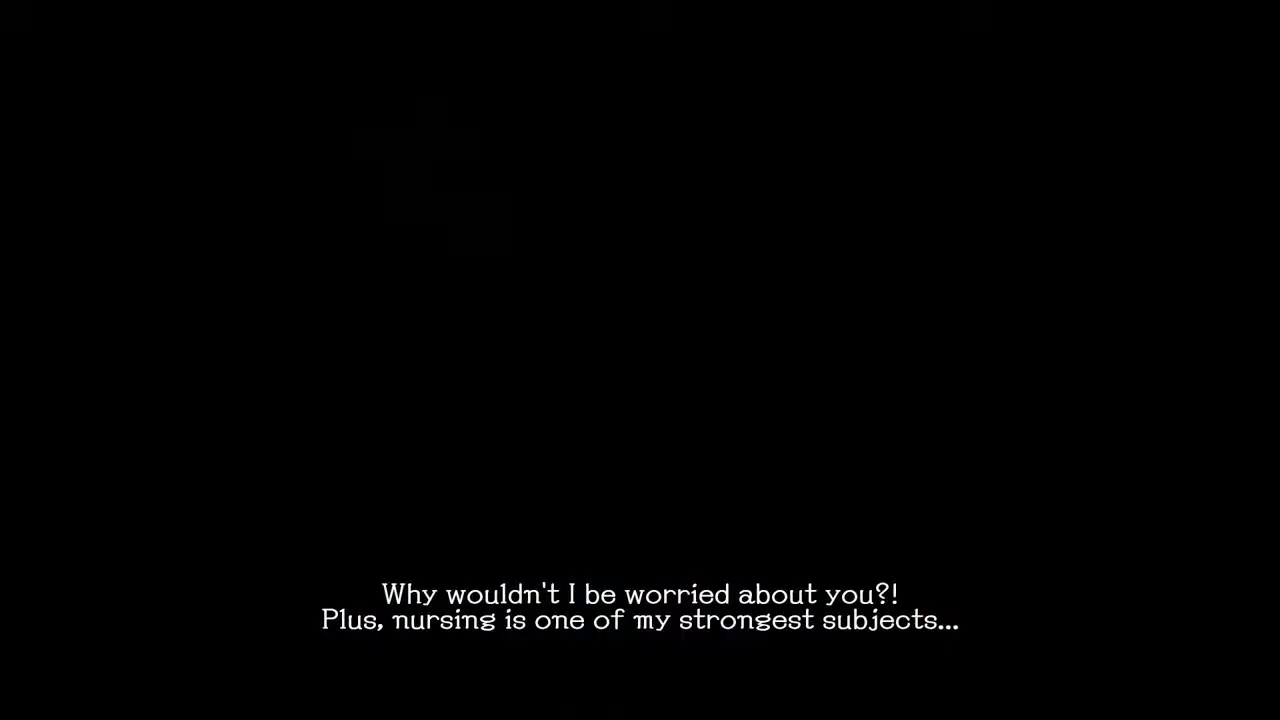 Why wouldn't I be worried about you?!
Plus, nursing is one of my strongest subjects...